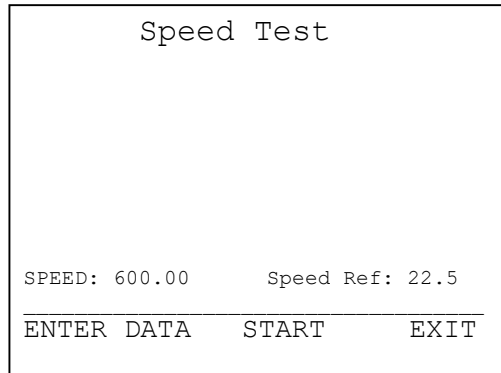 Speed Test
SPEED: 600.00 Speed Ref: 22.5
ENTER DATA START EXIT